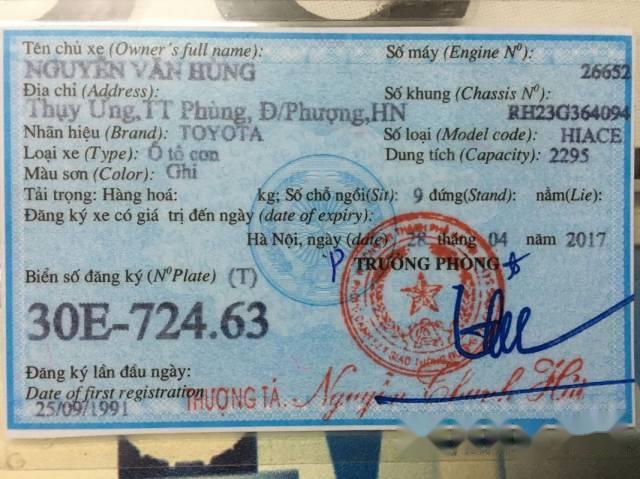 Tên chủ xe (Owner's full name):
NGUYỄN VĂN HÙNG
Số máy (Engine Nº):
26652
Địa chỉ (Address):
Thụy Ứng,TT Phùng, Đ/Phượng,HN
Số khung (Chassis Nº):
RH23G364094
Nhãn hiệu (Brand): TOYOTA
Số loại (Model code): HIACE
Loại xe (Type): Ô tô con
Dung tích (Capacity): 2295
Màu sơn (Color): Ghi
Tải trọng: Hàng hoá: kg; Số chỗ ngồi(Sit): 9 đứng(Stand): nằm(Lie):
Đăng ký xe có giá trị đến ngày (date of expiry):
Hà Nội, ngày (date) 28 tháng 04 năm 2017
P TRƯỞNG PHÒNG
Biển số đăng ký (NºPlate) (T)
30E-724.63
Đăng ký lần đầu ngày:
Date of first registration
25/09/1991
THƯỢNG TÁ. Nguyễn Thanh